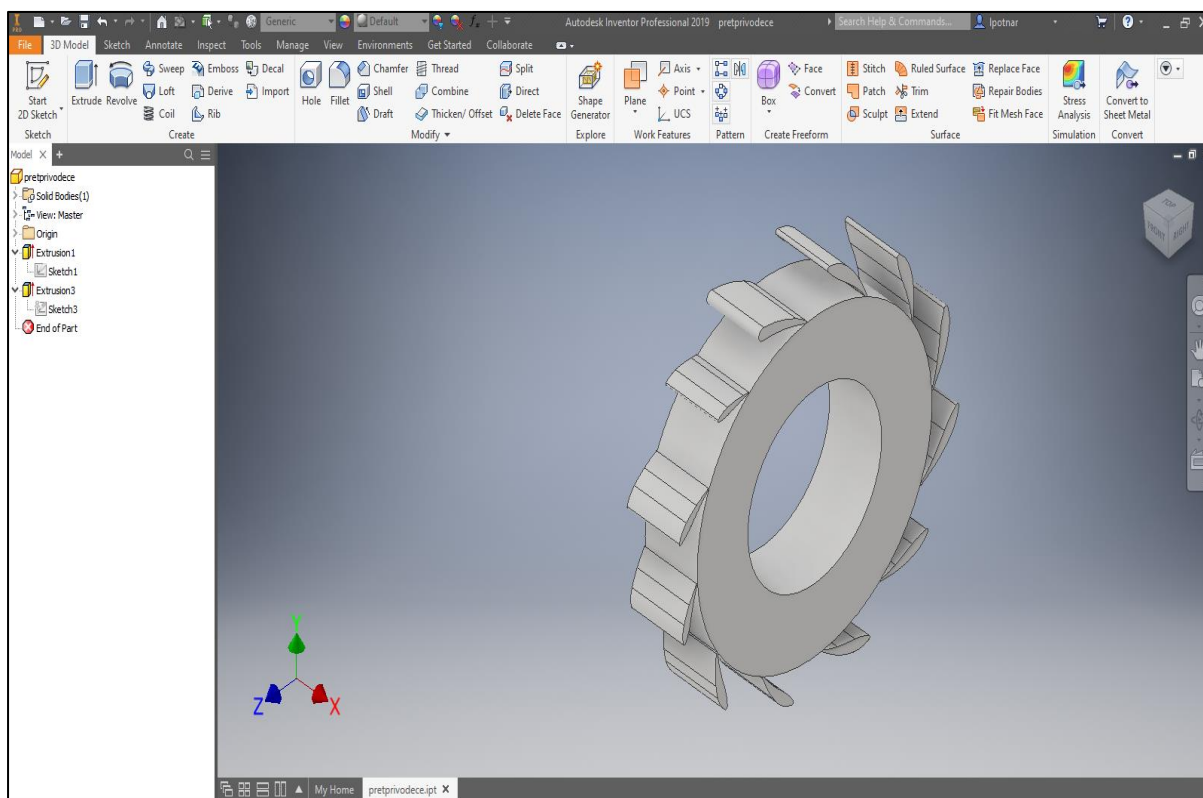 PRO Generic Default Autodesk Inventor Professional 2019 pretprivodece Search Help & Commands... lpotnar
File 3D Model Sketch Annotate Inspect Tools Manage View Environments Get Started Collaborate
Sweep Emboss Decal Chamfer Thread Split Axis Face Stitch Ruled Surface Replace Face
Loft Derive Import Shell Combine Direct Point Convert Patch Trim Repair Bodies
Start 2D Sketch Extrude Revolve Hole Fillet Shape Generator Plane Box Stress Analysis Convert to Sheet Metal
Coil Rib Draft Thicken/ Offset Delete Face UCS Sculpt Extend Fit Mesh Face
Sketch Create Modify Explore Work Features Pattern Create Freeform Surface Simulation Convert
Model X +
pretprivodece
Solid Bodies(1)
View: Master
Origin
Extrusion1
Sketch1
Extrusion3
Sketch3
End of Part
TOP
FRONT RIGHT
Y
Z X
My Home pretprivodece.ipt X